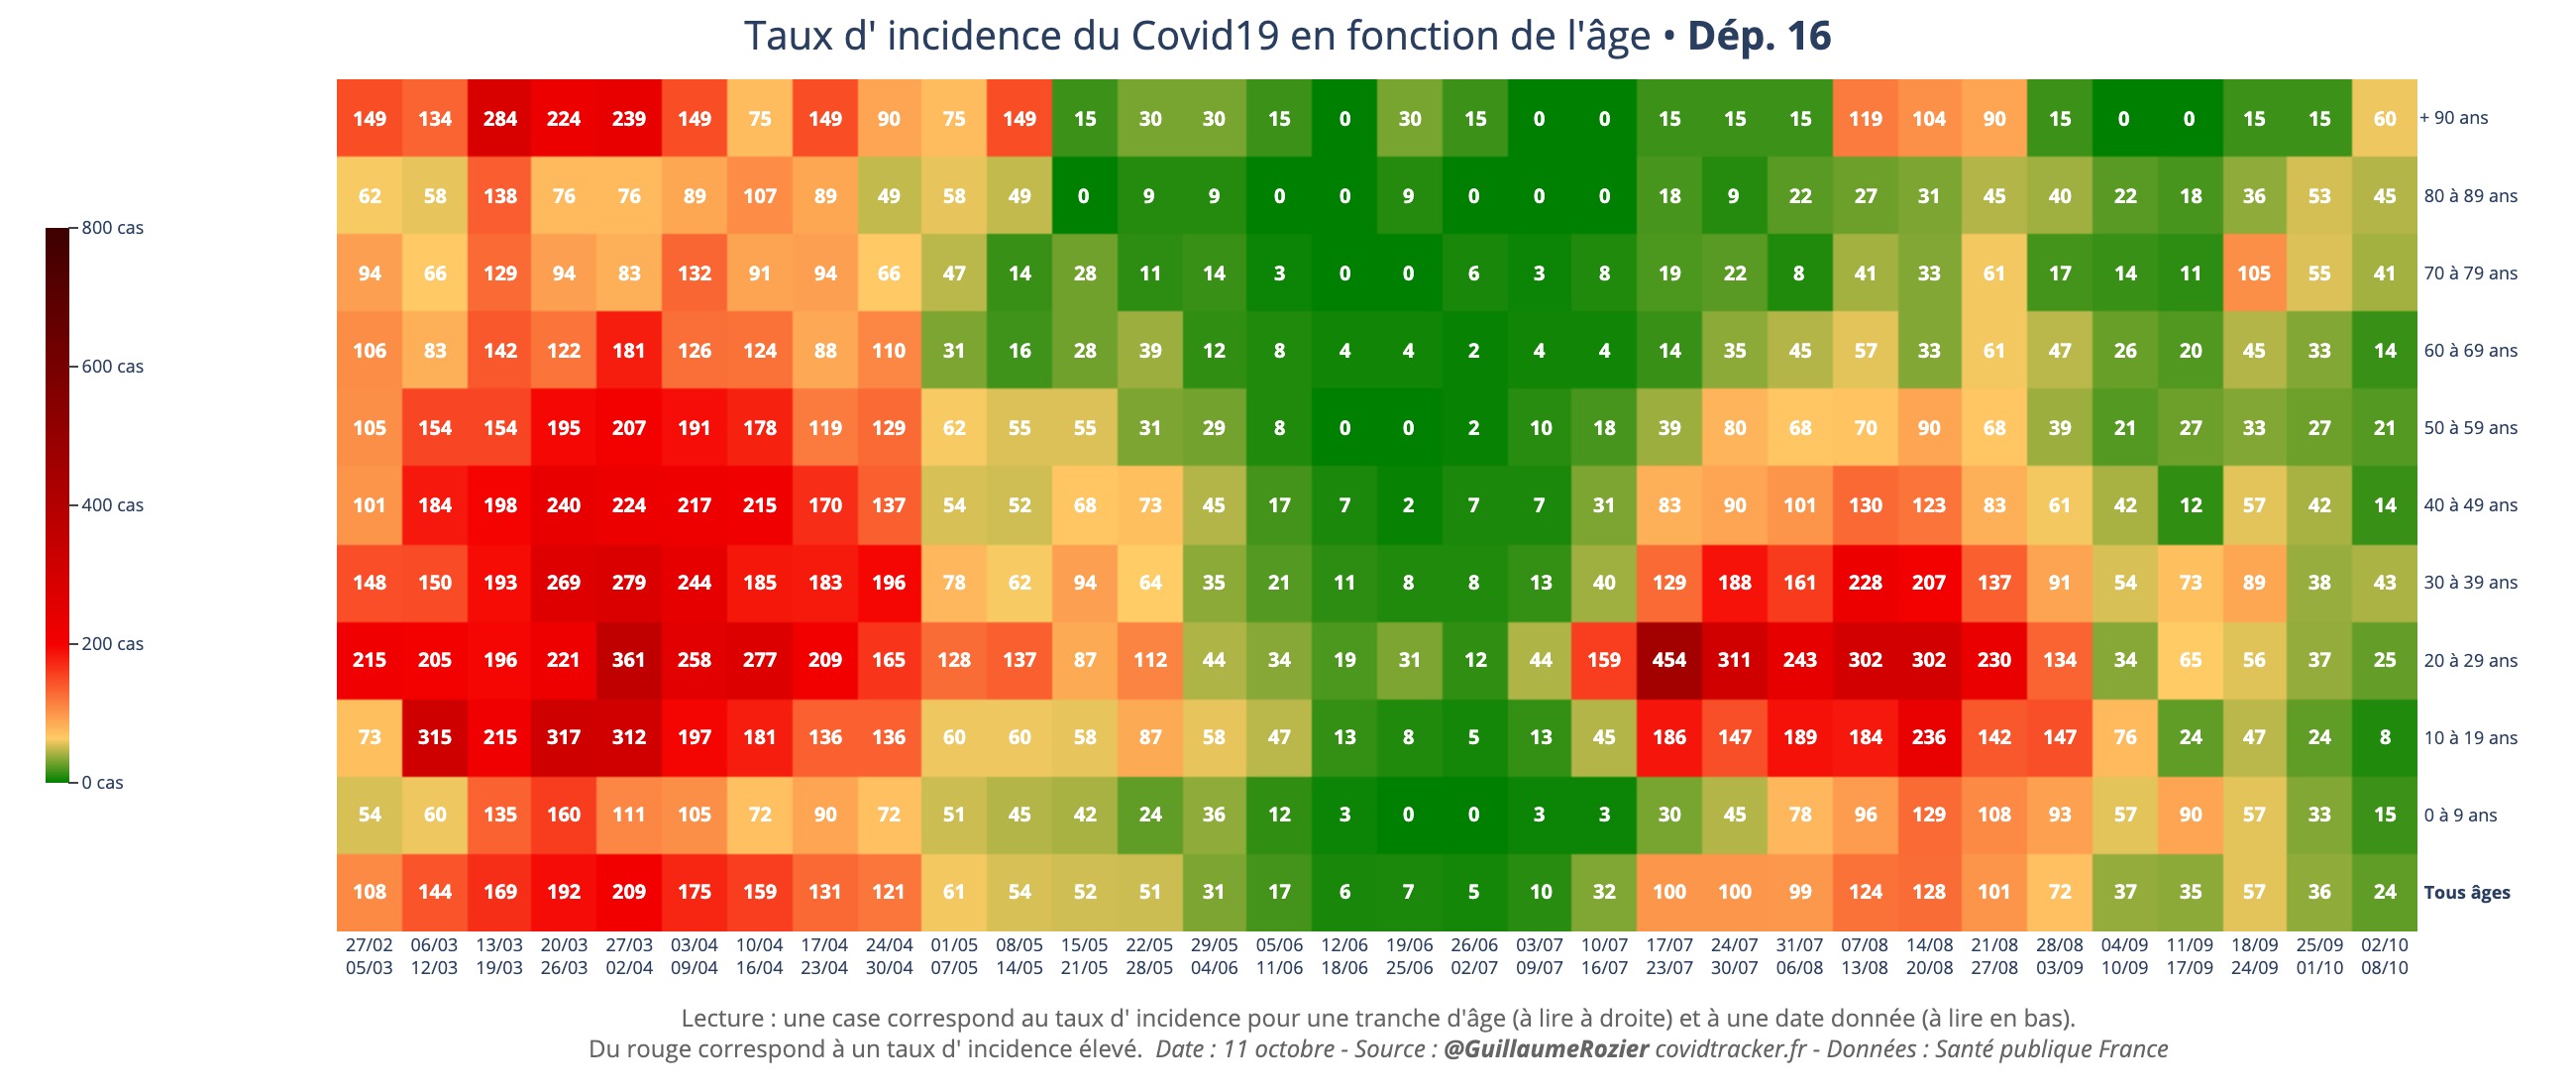 Taux d' incidence du Covid19 en fonction de l'âge • Dép. 16
800 cas
600 cas
400 cas
200 cas
0 cas
149 134 284 224 239 149 75 149 90 75 149 15 30 30 15 0 30 15 0 0 15 15 15 119 104 90 15 0 0 15 15 60 + 90 ans
62 58 138 76 76 89 107 89 49 58 49 0 9 9 0 0 9 0 0 0 18 9 22 27 31 45 40 22 18 36 53 45 80 à 89 ans
94 66 129 94 83 132 91 94 66 47 14 28 11 14 3 0 0 6 3 8 19 22 8 41 33 61 17 14 11 105 55 41 70 à 79 ans
106 83 142 122 181 126 124 88 110 31 16 28 39 12 8 4 4 2 4 4 14 35 45 57 33 61 47 26 20 45 33 14 60 à 69 ans
105 154 154 195 207 191 178 119 129 62 55 55 31 29 8 0 0 2 10 18 39 80 68 70 90 68 39 21 27 33 27 21 50 à 59 ans
101 184 198 240 224 217 215 170 137 54 52 68 73 45 17 7 2 7 7 31 83 90 101 130 123 83 61 42 12 57 42 14 40 à 49 ans
148 150 193 269 279 244 185 183 196 78 62 94 64 35 21 11 8 8 13 40 129 188 161 228 207 137 91 54 73 89 38 43 30 à 39 ans
215 205 196 221 361 258 277 209 165 128 137 87 112 44 34 19 31 12 44 159 454 311 243 302 302 230 134 34 65 56 37 25 20 à 29 ans
73 315 215 317 312 197 181 136 136 60 60 58 87 58 47 13 8 5 13 45 186 147 189 184 236 142 147 76 24 47 24 8 10 à 19 ans
54 60 135 160 111 105 72 90 72 51 45 42 24 36 12 3 0 0 3 3 30 45 78 96 129 108 93 57 90 57 33 15 0 à 9 ans
108 144 169 192 209 175 159 131 121 61 54 52 51 31 17 6 7 5 10 32 100 100 99 124 128 101 72 37 35 57 36 24 Tous âges
27/02 06/03 13/03 20/03 27/03 03/04 10/04 17/04 24/04 01/05 08/05 15/05 22/05 29/05 05/06 12/06 19/06 26/06 03/07 10/07 17/07 24/07 31/07 07/08 14/08 21/08 28/08 04/09 11/09 18/09 25/09 02/10
05/03 12/03 19/03 26/03 02/04 09/04 16/04 23/04 30/04 07/05 14/05 21/05 28/05 04/06 11/06 18/06 25/06 02/07 09/07 16/07 23/07 30/07 06/08 13/08 20/08 27/08 03/09 10/09 17/09 24/09 01/10 08/10
Lecture : une case correspond au taux d' incidence pour une tranche d'âge (à lire à droite) et à une date donnée (à lire en bas).
Du rouge correspond à un taux d' incidence élevé. Date : 11 octobre - Source : @GuillaumeRozier covidtracker.fr - Données : Santé publique France